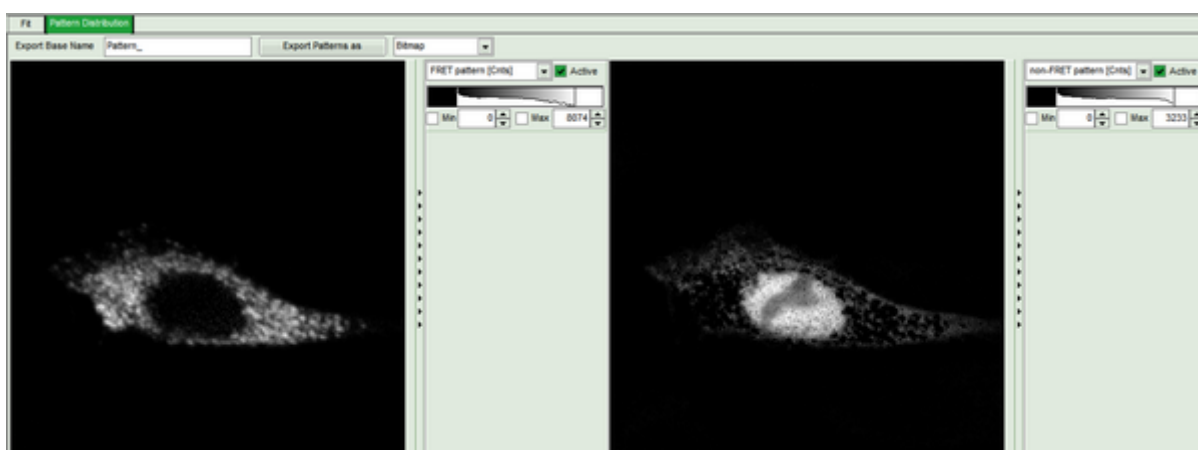 Fit Pattern Distribution
Export Base Name Pattern_ Export Patterns as Bitmap
FRET pattern [Cnts] Active
Min 0 Max 8074
non-FRET pattern [Cnts] Active
Min 0 Max 3233